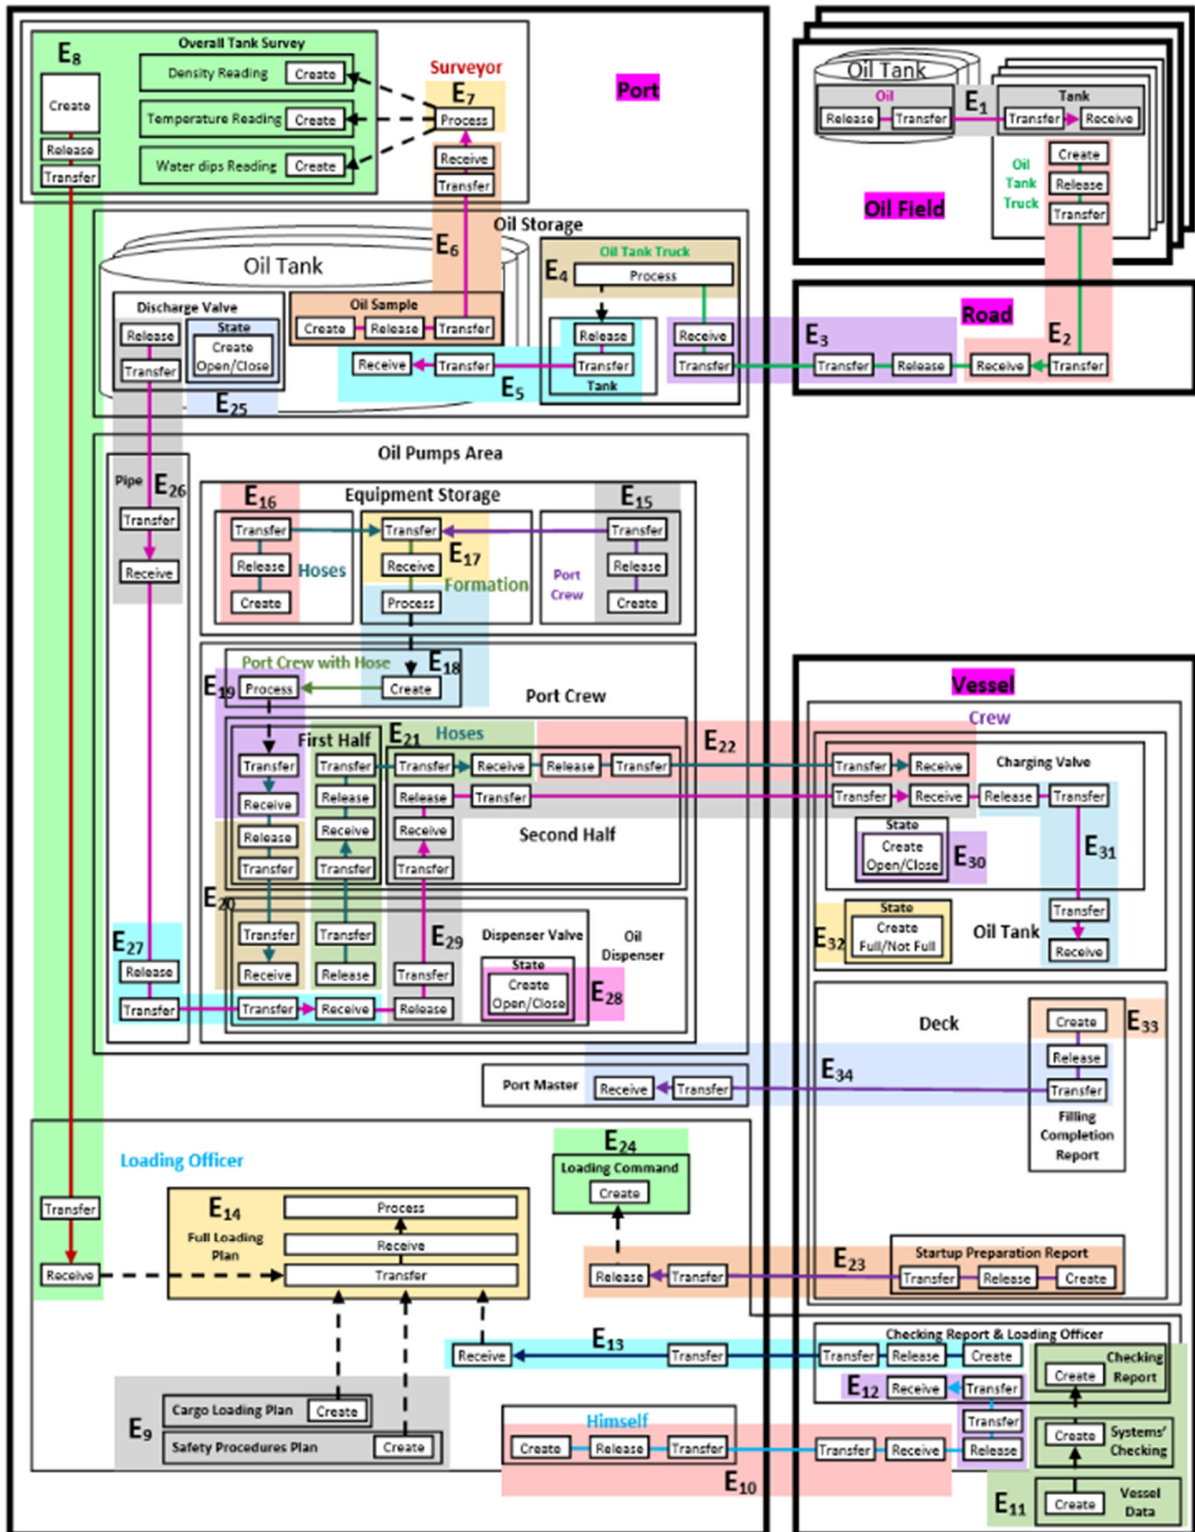 E8
Overall Tank Survey
Create
Release
Transfer
Density Reading Create
Temperature Reading Create
Water dips Reading Create
Surveyor
E7
Process
Receive
Transfer
E6
Port
Oil Tank
Oil
Release Transfer
E1
Tank
Transfer Receive
Oil
Tank
Truck
Create
Release
Transfer
Oil Field
Road
E2
Transfer
Receive
Release
Transfer
E3
Oil Storage
Oil Tank
Discharge Valve
Release
Transfer
State
Create
Open/Close
E25
Oil Sample
Create Release Transfer
Receive Transfer
E5
Oil Tank Truck
E4
Process
Release
Transfer
Tank
Receive
Transfer
Oil Pumps Area
Pipe
E26
Transfer
Receive
Equipment Storage
E16
Transfer
Release
Create
Hoses
Transfer
Receive
Process
E17
Formation
E15
Transfer
Release
Create
Port
Crew
Port Crew with Hose
E18
E19
Process
Create
Port Crew
First Half
E21
Hoses
E22
Transfer
Receive
Release
Transfer
Transfer
Release
Receive
Transfer
Transfer Receive Release Transfer
Release Transfer
Receive
Transfer
Second Half
E20
Transfer
Receive
Transfer
Release
E29
Transfer
Release
Dispenser Valve
State
Create
Open/Close
E28
Oil
Dispenser
E27
Release
Transfer
Transfer Receive
Vessel
Crew
Transfer Receive
Charging Valve
Transfer Receive Release Transfer
State
Create
Open/Close
E30
E31
E32
State
Create
Full/Not Full
Oil Tank
Transfer
Receive
Deck
Create
E33
Release
Transfer
Filling
Completion
Report
E34
Port Master Receive Transfer
Loading Officer
E24
Loading Command
Create
Transfer
Receive
E14
Full Loading
Plan
Process
Receive
Transfer
Release Transfer
E23
Startup Preparation Report
Transfer Release Create
Checking Report & Loading Officer
Receive
E13
Transfer
Transfer Release Create
E12
Receive Transfer
Transfer
Release
Checking
Report
Create
Systems'
Checking
Create
E11
Vessel
Data
Create
E9
Cargo Loading Plan Create
Safety Procedures Plan Create
Himself
Create Release Transfer
Transfer Receive
E10